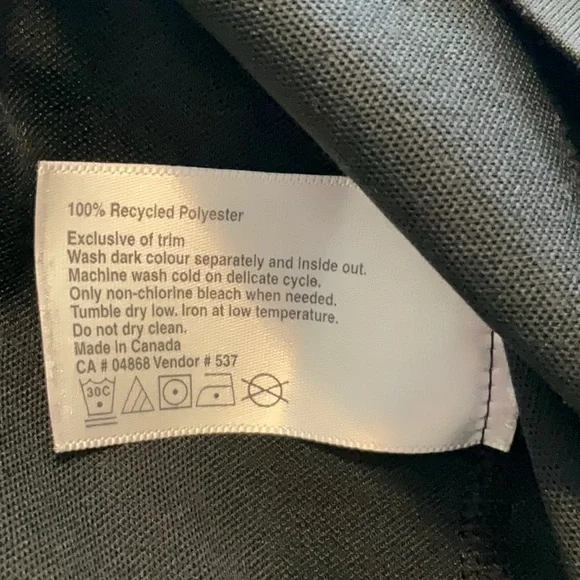 100% Recycled Polyester
Exclusive of trim
Wash dark colour separately and inside out.
Machine wash cold on delicate cycle.
Only non-chlorine bleach when needed.
Tumble dry low. Iron at low temperature.
Do not dry clean.
Made in Canada
CA # 04868 Vendor # 537
30C